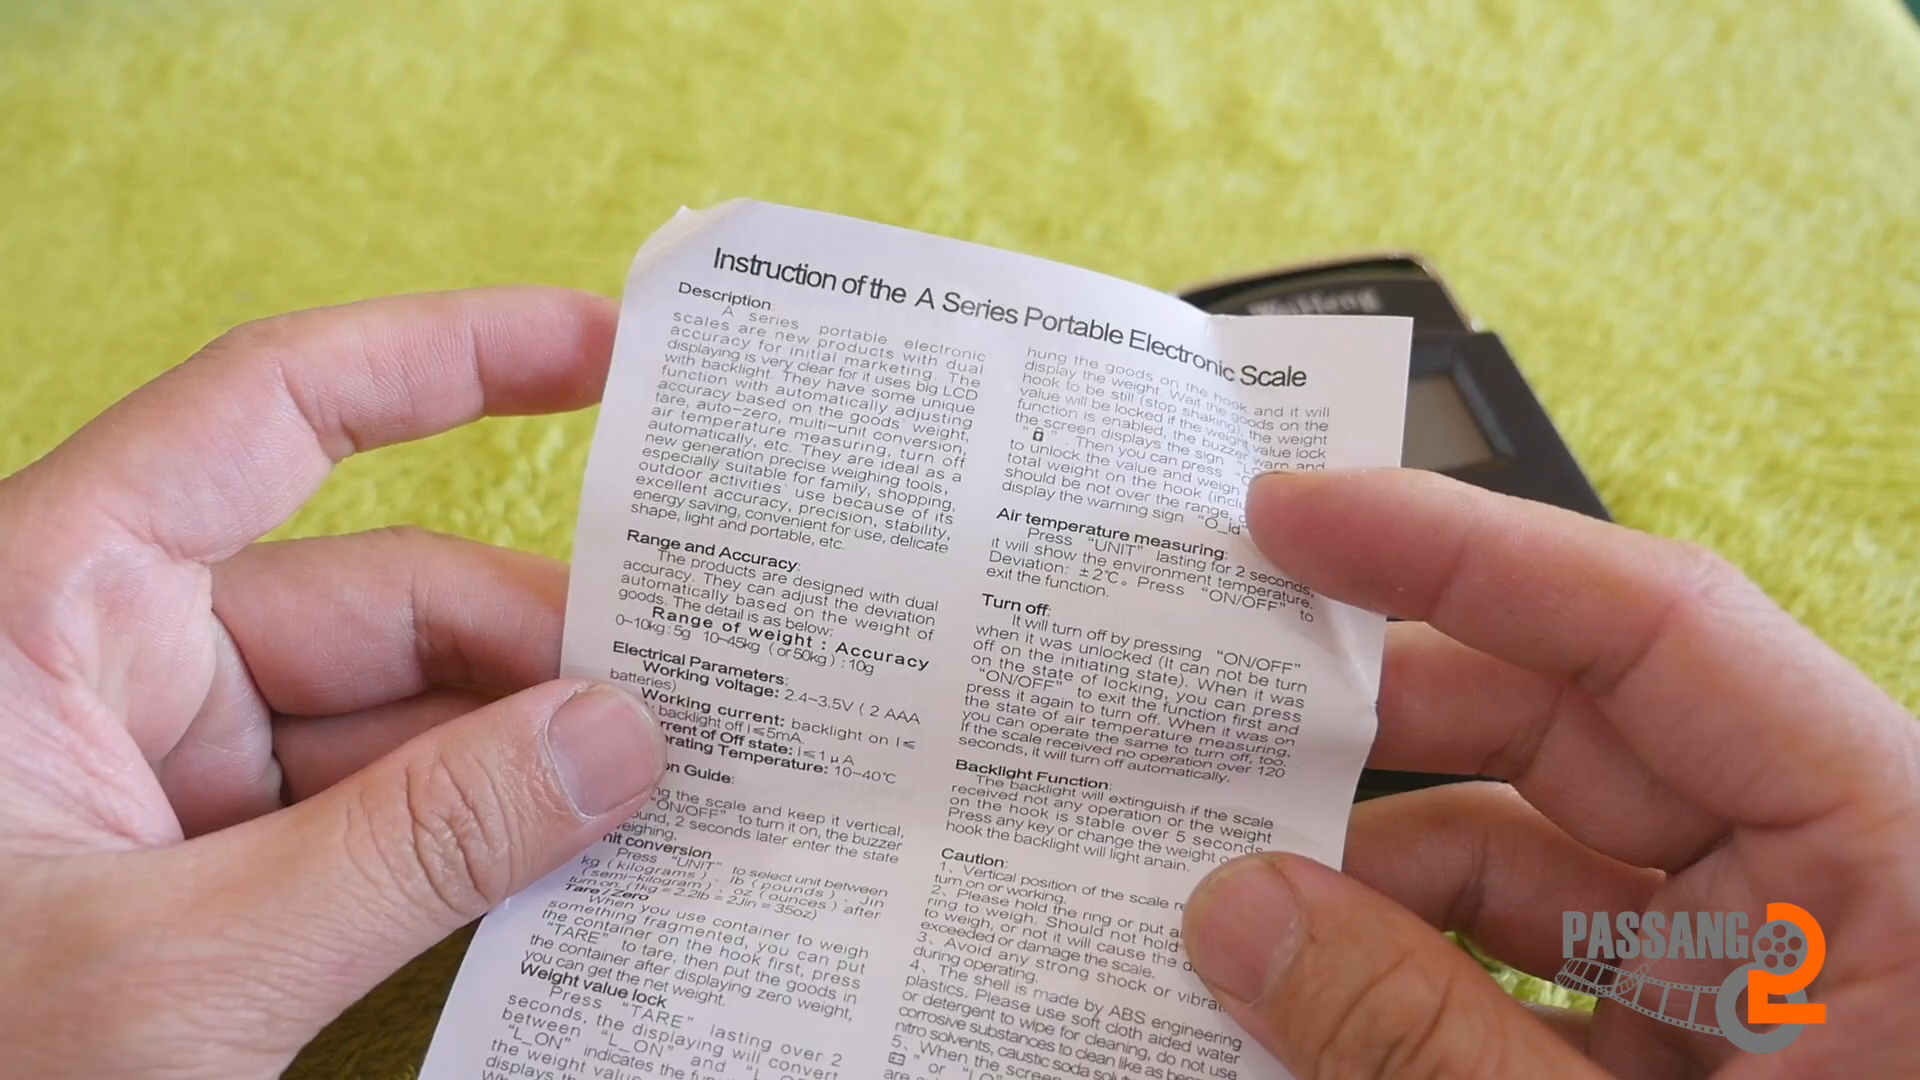 Instruction of the A Series Portable Electronic Scale
Description:
A series portable electronic
scales are new products with dual
accuracy for initial marketing. The
displaying is very clear for it uses big LCD
with backlight. They have some unique
function with automatically adjusting
accuracy based on the goods' weight,
tare, auto-zero, multi-unit conversion,
air temperature measuring, turn off
automatically, etc. They are ideal as a
new generation precise weighing tools,
especially suitable for family, shopping,
outdoor activities' use because of its
excellent accuracy, precision, stability,
energy saving, convenient for use, delicate
shape, light and portable, etc.
Range and Accuracy:
The products are designed with dual
accuracy. They can adjust the deviation
automatically based on the weight of
goods. The detail is as below:
Range of weight : Accuracy
0~10kg : 5g 10~45kg ( or 50kg ) : 10g
Electrical Parameters:
Working voltage: 2.4~3.5V ( 2 AAA
batteries)
Working current: backlight on I≤
backlight off I≤5mA.
rrent of Off state: I≤1μA
rating Temperature: 10~40℃
on Guide:
ng the scale and keep it vertical,
"ON/OFF" to turn it on, the buzzer
ound, 2 seconds later enter the state
eighing.
nit conversion
Press "UNIT" to select unit between
kg ( kilograms ) 、 lb ( pounds ) 、 Jin
( semi-kilogram ) 、 oz ( ounces ) after
turn on. (1kg = 2.2lb = 2Jin = 35oz)
Tare/Zero
When you use container to weigh
something fragmented, you can put
the container on the hook first, press
"TARE" to tare, then put the goods in
the container after displaying zero weight,
you can get the net weight.
Weight value lock
Press "TARE" lasting over 2
seconds, the displaying will convert
between "L_ON" and "L_O
"L_ON" indicates the fun
the weight value
displays th
hung the goods on the hook and it will
display the weight. Wait the goods on the
hook to be still (stop shaking), the weight
value will be locked if the weight value lock
function is enabled, the buzzer warn and
the screen displays the sign "L
" ". Then you can press "O
to unlock the value and weigh
total weight on the hook (inclu
should be not over the range,
display the warning sign "O_ld"
Air temperature measuring:
Press "UNIT" lasting for 2 seconds,
it will show the environment temperature.
Deviation: ±2℃。 Press "ON/OFF" to
exit the function.
Turn off:
It will turn off by pressing "ON/OFF"
when it was unlocked (It can not be turn
off on the initiating state). When it was
on the state of locking, you can press
"ON/OFF" to exit the function first and
press it again to turn off. When it was on
the state of air temperature measuring,
you can operate the same to turn off, too.
If the scale received no operation over 120
seconds, it will turn off automatically.
Backlight Function:
The backlight will extinguish if the scale
received not any operation or the weight
on the hook is stable over 5 seconds.
Press any key or change the weight o
hook the backlight will light anain.
Caution:
1、Vertical position of the scale re
turn on or working.
2、Please hold the ring or put a
ring to weigh. Should not hold
to weigh, or not it will cause the d
exceeded or damage the scale.
3、Avoid any strong shock or vibrat
during operating.
4、The shell is made by ABS engineering
plastics. Please use soft cloth aided water
or detergent to wipe for cleaning, do not use
corrosive substances to clean like as benz
nitro solvents, caustic soda solut
5、When the screen
" or "LO
are
PASSANG
2